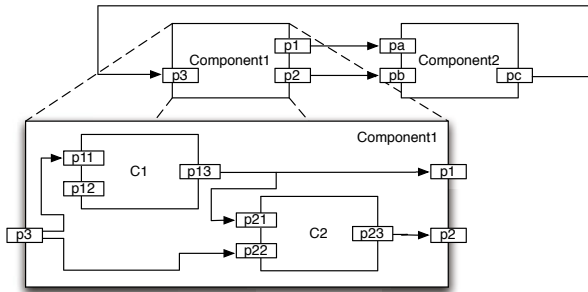 p1
pa
Component1
Component2
p3
p2
pb
pc
Component1
p11
C1
p13
p1
p12
p21
p3
C2
p23
p2
p22